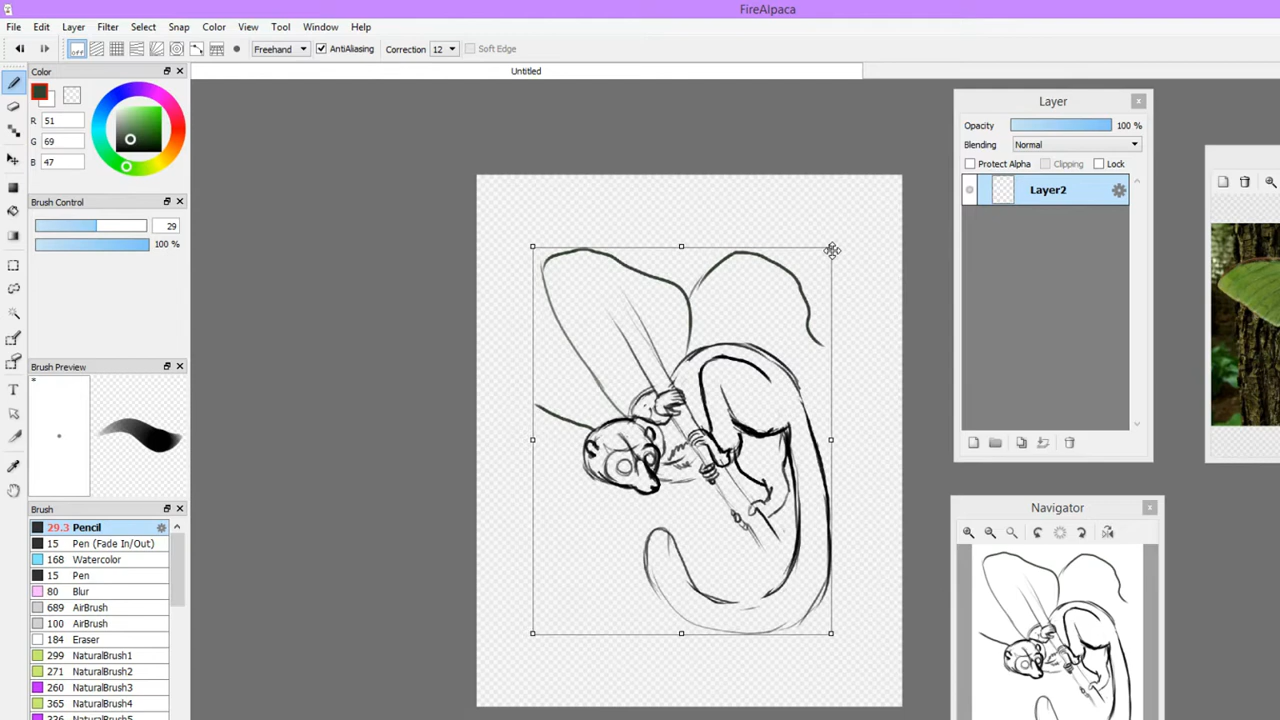 FireAlpaca
File Edit Layer Filter Select Snap Color View Tool Window Help
off Freehand AntiAliasing Correction 12 Soft Edge
Untitled
Color
R 51
G 69
B 47
Brush Control
29
100 %
Brush Preview
*
Brush
29.3 Pencil
15 Pen (Fade In/Out)
168 Watercolor
15 Pen
80 Blur
689 AirBrush
100 AirBrush
184 Eraser
299 NaturalBrush1
271 NaturalBrush2
260 NaturalBrush3
365 NaturalBrush4
336 NaturalBrush5
Layer
Opacity 100 %
Blending Normal
Protect Alpha Clipping Lock
Layer2
Navigator